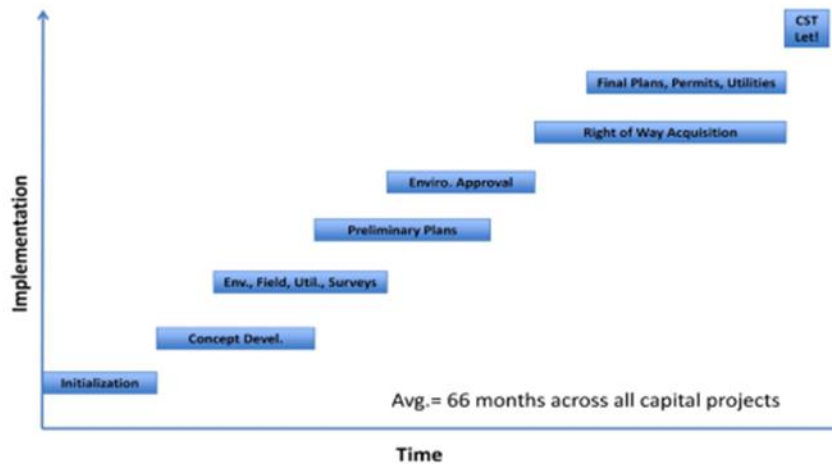 CST
Let!
Final Plans, Permits, Utilities
Right of Way Acquisition
Enviro. Approval
Preliminary Plans
Env., Field, Util., Surveys
Concept Devel.
Initialization
Avg.= 66 months across all capital projects
Implementation
Time